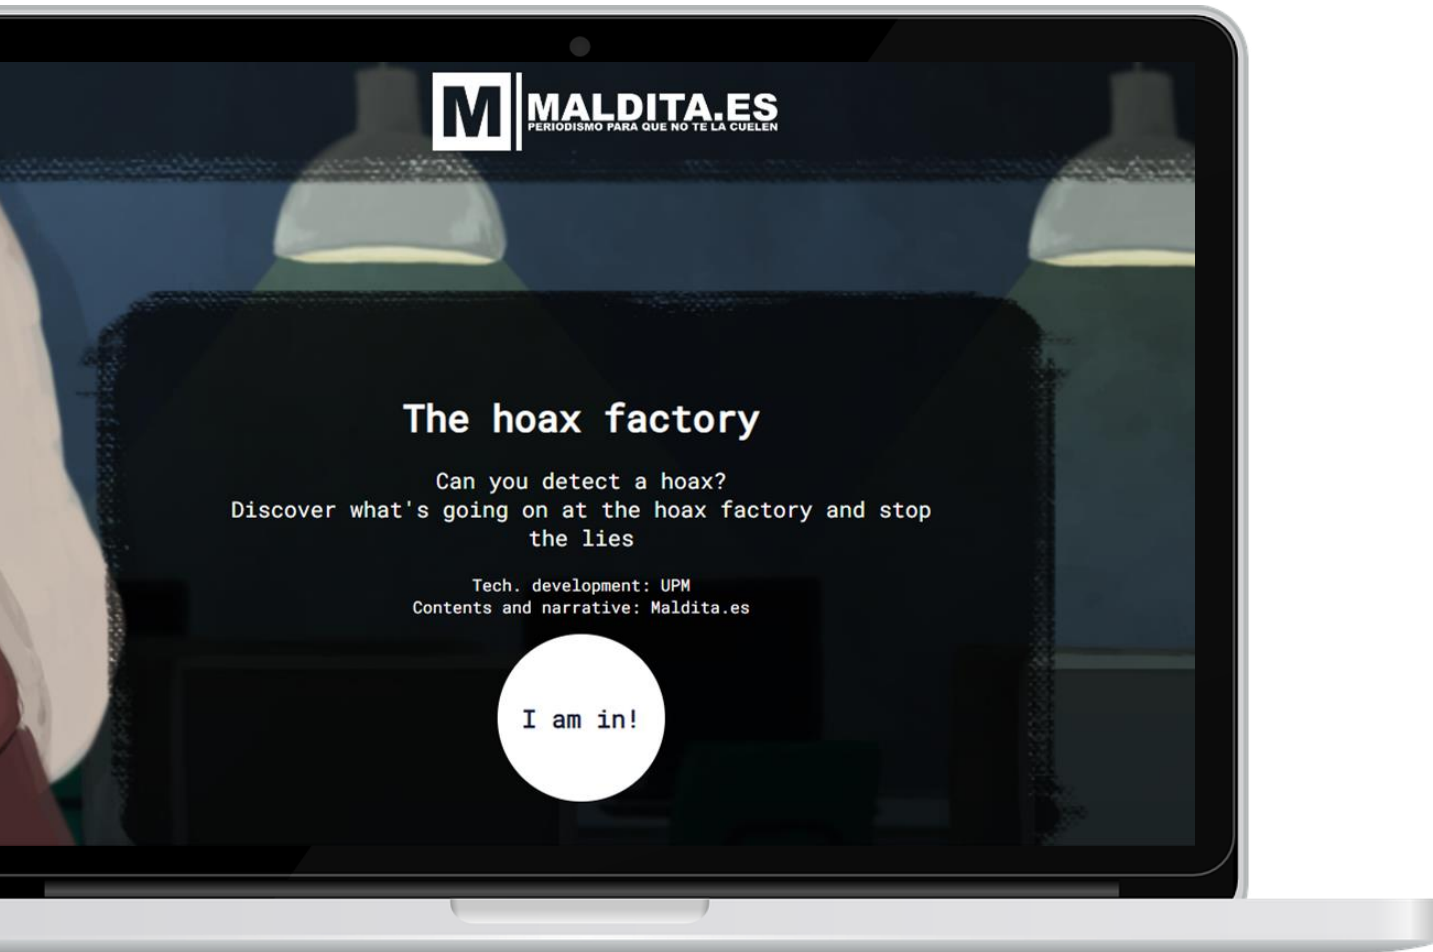 M MALDITA.ES
PERIODISMO PARA QUE NO TE LA CUELEN
The hoax factory
Can you detect a hoax?
Discover what's going on at the hoax factory and stop
the lies
Tech. development: UPM
Contents and narrative: Maldita.es
I am in!